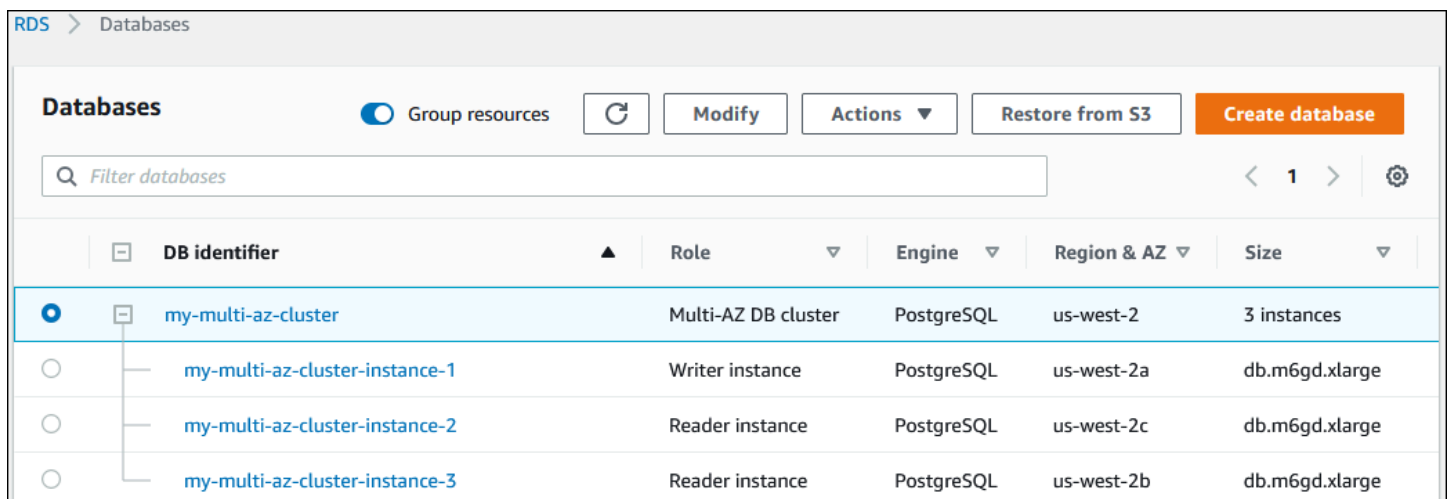 RDS > Databases
Databases Group resources Modify Actions ▼ Restore from S3 Create database
Filter databases < 1 >
DB identifier Role Engine Region & AZ Size
my-multi-az-cluster Multi-AZ DB cluster PostgreSQL us-west-2 3 instances
my-multi-az-cluster-instance-1 Writer instance PostgreSQL us-west-2a db.m6gd.xlarge
my-multi-az-cluster-instance-2 Reader instance PostgreSQL us-west-2c db.m6gd.xlarge
my-multi-az-cluster-instance-3 Reader instance PostgreSQL us-west-2b db.m6gd.xlarge